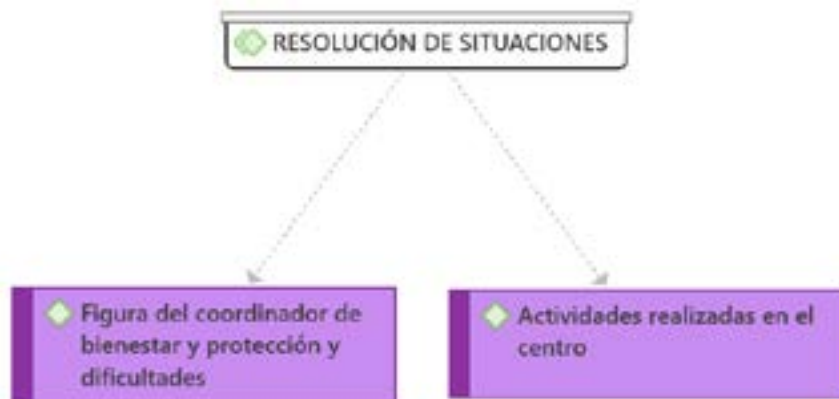 RESOLUCIÓN DE SITUACIONES
Figura del coordinador de
bienestar y protección y
dificultades
Actividades realizadas en el
centro